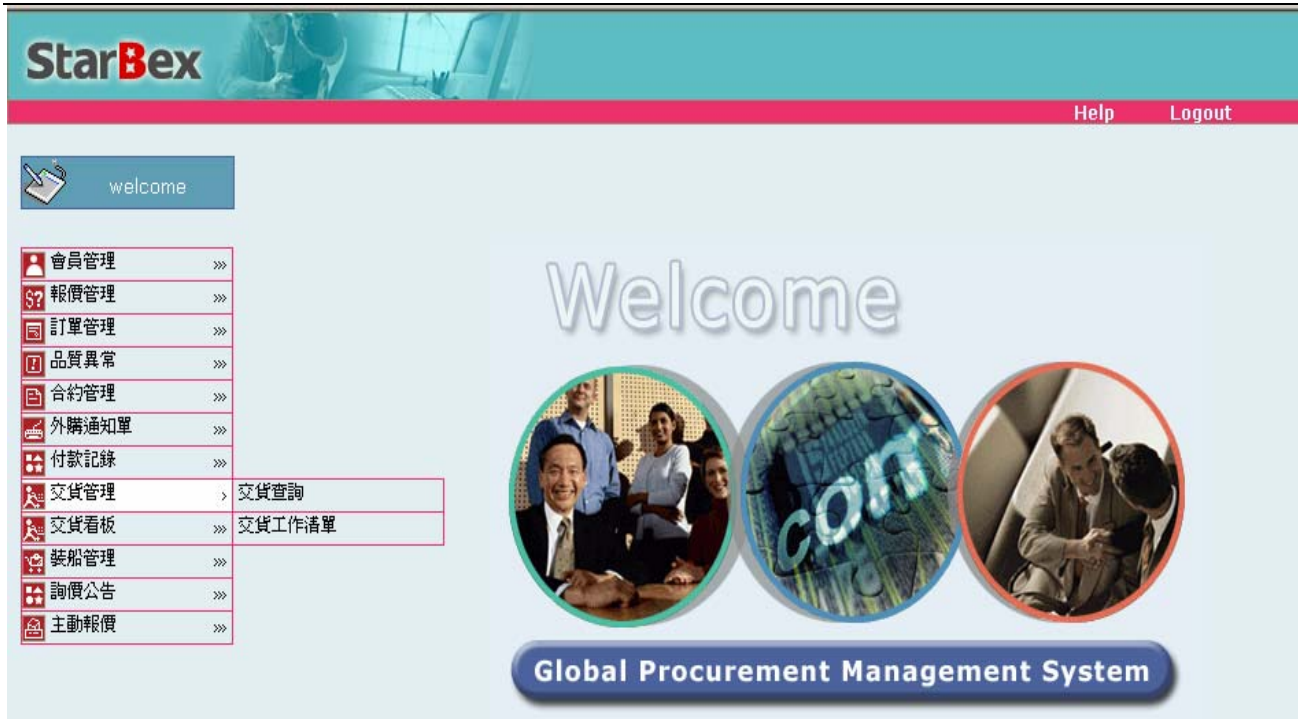 StarBex
Help Logout
welcome
會員管理 »»
報價管理 »»
訂單管理 »»
品質異常 »»
合約管理 »»
外購通知單 »»
付款記錄 »»
交貨管理 › 交貨查詢
交貨看板 »» 交貨工作清單
裝船管理 »»
詢價公告 »»
主動報價 »»
Welcome
com
Global Procurement Management System